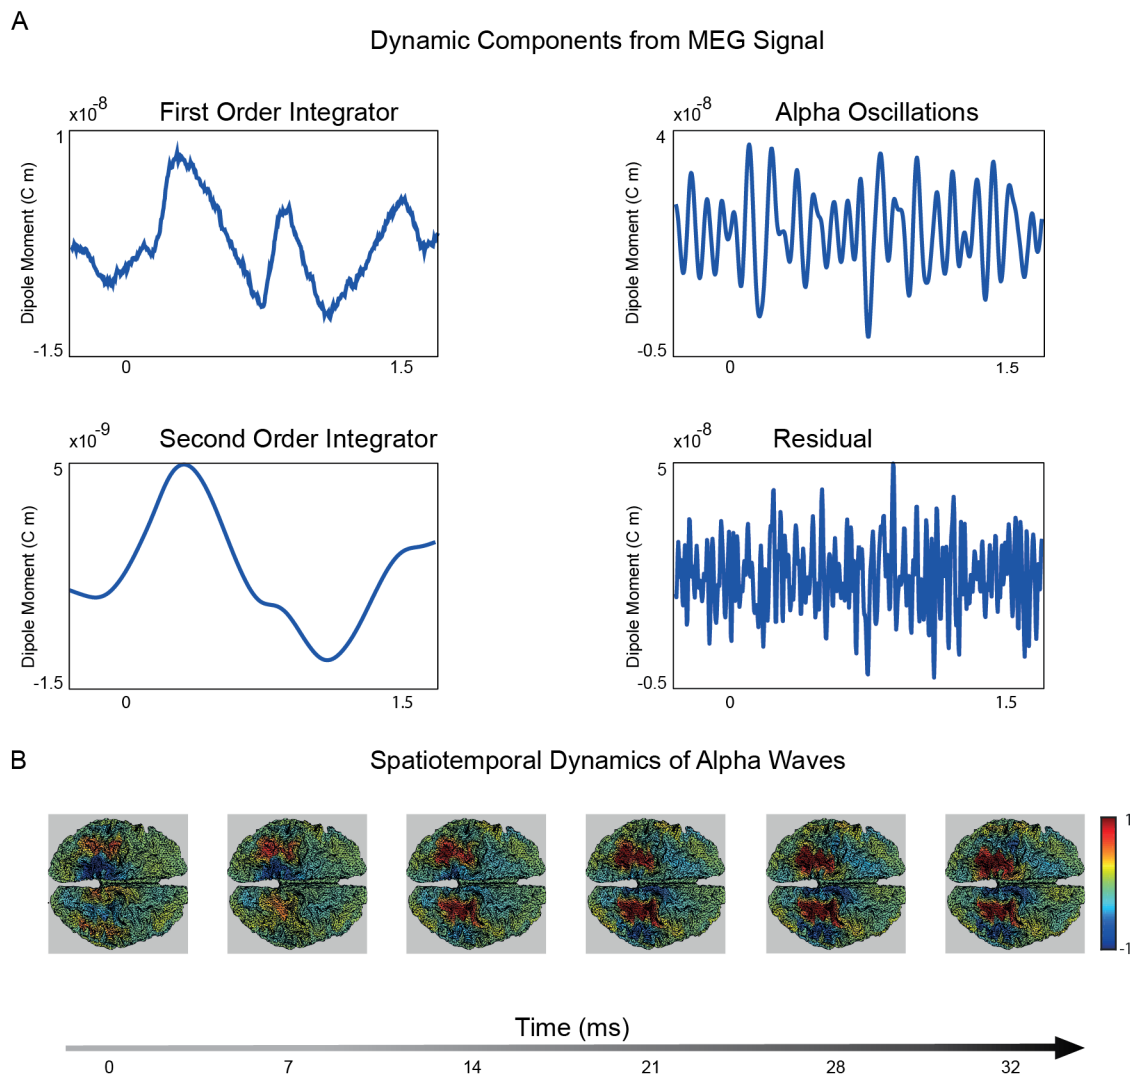 A
Dynamic Components from MEG Signal
x10-8
First Order Integrator
1
Dipole Moment (C m)
-1.5
0
1.5
x10-8
Alpha Oscillations
4
Dipole Moment (C m)
-0.5
0
1.5
x10-9
Second Order Integrator
5
Dipole Moment (C m)
-1.5
0
1.5
x10-8
Residual
5
Dipole Moment (C m)
-0.5
0
1.5
B
Spatiotemporal Dynamics of Alpha Waves
1
-1
Time (ms)
0 7 14 21 28 32